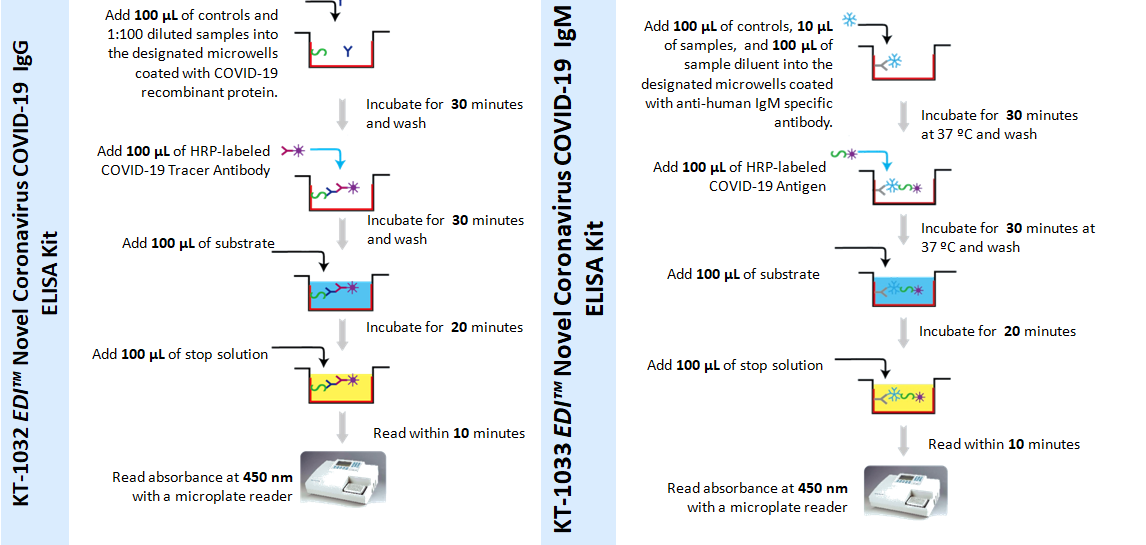 KT-1032 EDI™ Novel Coronavirus COVID-19 IgG
ELISA Kit
Add 100 µL of controls and
1:100 diluted samples into
the designated microwells
coated with COVID-19
recombinant protein.
Incubate for 30 minutes
and wash
Add 100 µL of HRP-labeled
COVID-19 Tracer Antibody
Incubate for 30 minutes
and wash
Add 100 µL of substrate
Incubate for 20 minutes
Add 100 µL of stop solution
Read within 10 minutes
Read absorbance at 450 nm
with a microplate reader
KT-1033 EDI™ Novel Coronavirus COVID-19 IgM
ELISA Kit
Add 100 µL of controls, 10 µL
of samples, and 100 µL of
sample diluent into the
designated microwells coated
with anti-human IgM specific
antibody.
Incubate for 30 minutes
at 37 ºC and wash
Add 100 µL of HRP-labeled
COVID-19 Antigen
Incubate for 30 minutes at
37 ºC and wash
Add 100 µL of substrate
Incubate for 20 minutes
Add 100 µL of stop solution
Read within 10 minutes
Read absorbance at 450 nm
with a microplate reader